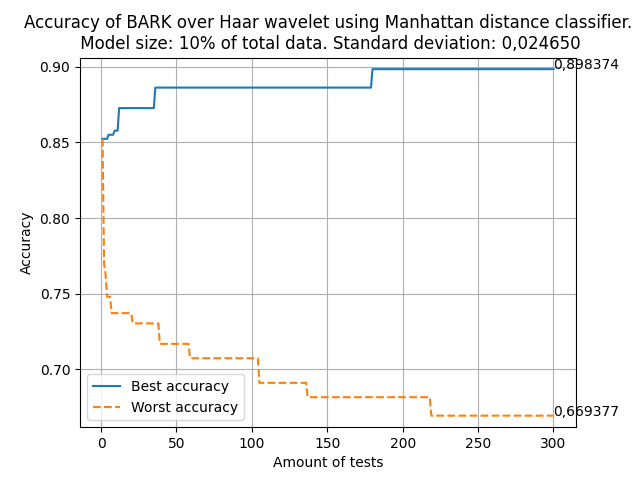 Accuracy of BARK over Haar wavelet using Manhattan distance classifier.
Model size: 10% of total data. Standard deviation: 0,024650
0.90
0,898374
0.85
0.80
Accuracy
0.75
0.70
Best accuracy
Worst accuracy
0,669377
0
50
100
150
200
250
300
Amount of tests